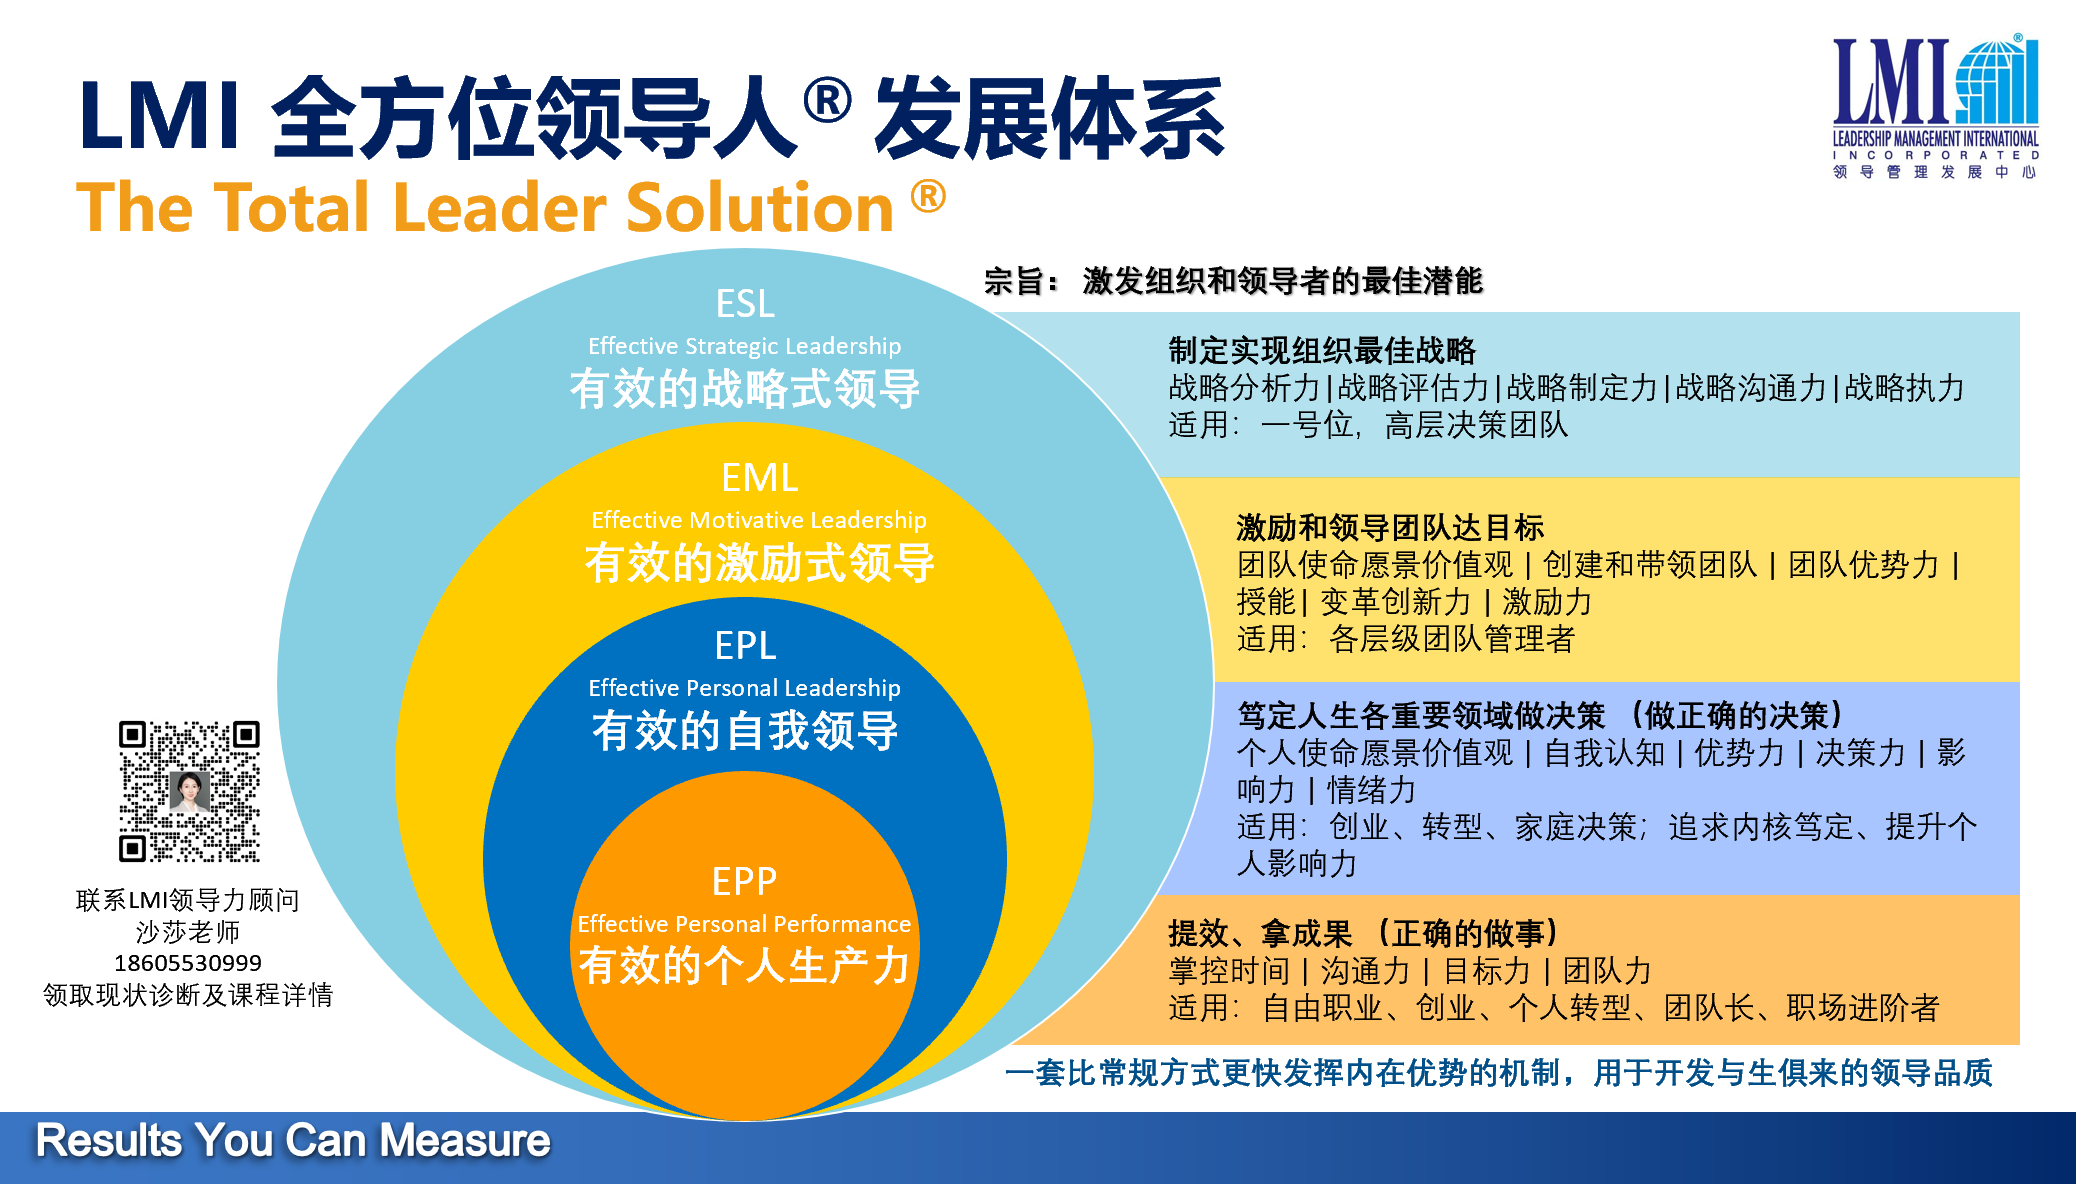 LMI 全方位领导人® 发展体系
The Total Leader Solution ®
LMI®
LEADERSHIP MANAGEMENT INTERNATIONAL
INCORPORATED
领导管理发展中心
宗旨： 激发组织和领导者的最佳潜能
ESL
Effective Strategic Leadership
有效的战略式领导
制定实现组织最佳战略
战略分析力|战略评估力|战略制定力|战略沟通力|战略执力
适用：一号位，高层决策团队
EML
Effective Motivative Leadership
有效的激励式领导
激励和领导团队达目标
团队使命愿景价值观 | 创建和带领团队 | 团队优势力 |
授能| 变革创新力 | 激励力
适用：各层级团队管理者
EPL
Effective Personal Leadership
有效的自我领导
笃定人生各重要领域做决策 （做正确的决策）
个人使命愿景价值观 | 自我认知 | 优势力 | 决策力 | 影
响力 | 情绪力
适用：创业、转型、家庭决策；追求内核笃定、提升个
人影响力
EPP
Effective Personal Performance
有效的个人生产力
提效、拿成果 （正确的做事）
掌控时间 | 沟通力 | 目标力 | 团队力
适用：自由职业、创业、个人转型、团队长、职场进阶者
联系LMI领导力顾问
沙莎老师
18605530999
领取现状诊断及课程详情
一套比常规方式更快发挥内在优势的机制，用于开发与生俱来的领导品质
Results You Can Measure